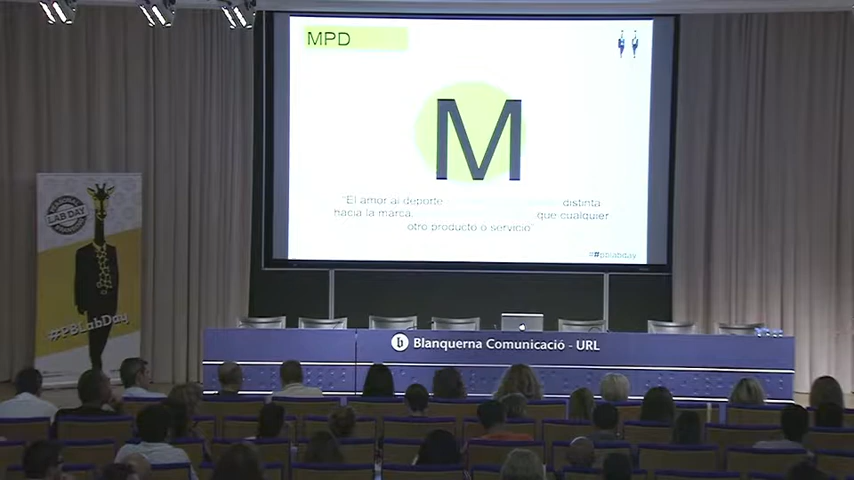 MPD
M
"El amor al deporte distinta
hacia la marca. que cualquier
otro producto o servicio"
##pblabday
PERSONAL
LAB DAY
#PBLabDay
b Blanquerna Comunicació - URL